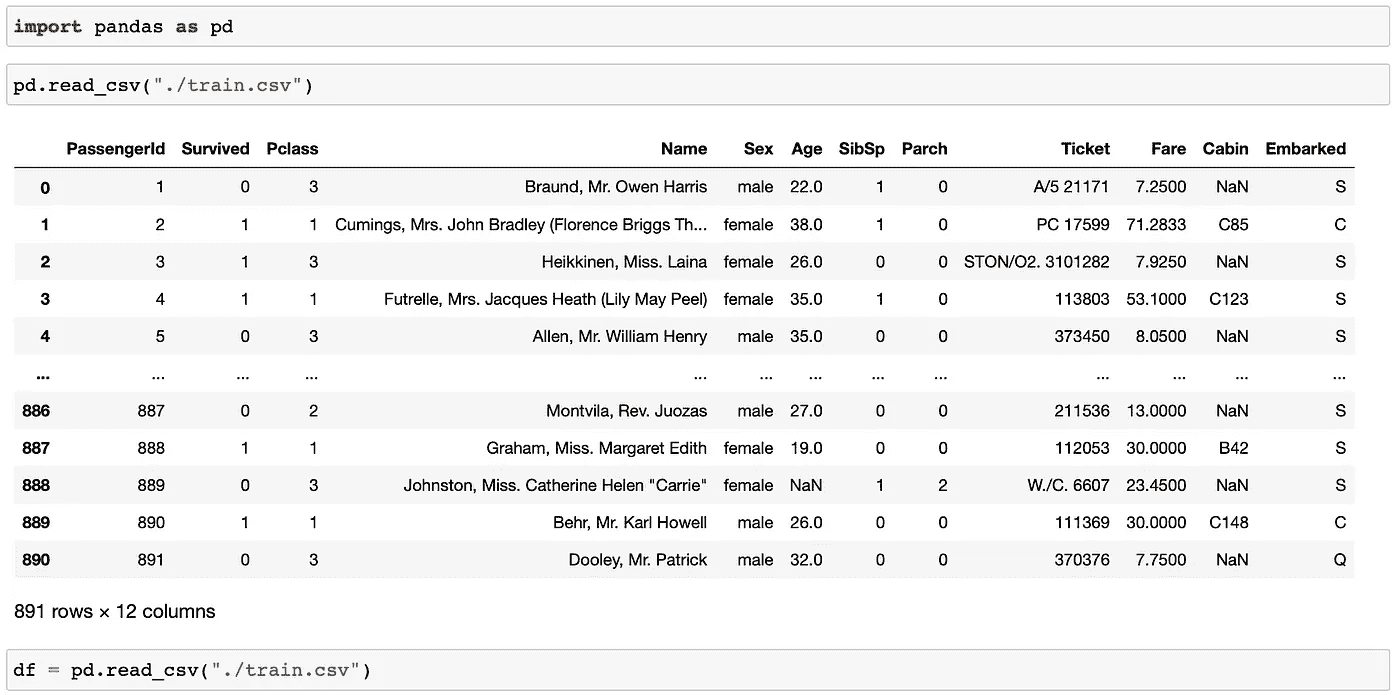 import pandas as pd
pd.read_csv("./train.csv")
PassengerId Survived Pclass Name Sex Age SibSp Parch Ticket Fare Cabin Embarked
0 1 0 3 Braund, Mr. Owen Harris male 22.0 1 0 A/5 21171 7.2500 NaN S
1 2 1 1 Cumings, Mrs. John Bradley (Florence Briggs Th... female 38.0 1 0 PC 17599 71.2833 C85 C
2 3 1 3 Heikkinen, Miss. Laina female 26.0 0 0 STON/O2. 3101282 7.9250 NaN S
3 4 1 1 Futrelle, Mrs. Jacques Heath (Lily May Peel) female 35.0 1 0 113803 53.1000 C123 S
4 5 0 3 Allen, Mr. William Henry male 35.0 0 0 373450 8.0500 NaN S
... ... ... ... ... ... ... ... ... ... ... ... ...
886 887 0 2 Montvila, Rev. Juozas male 27.0 0 0 211536 13.0000 NaN S
887 888 1 1 Graham, Miss. Margaret Edith female 19.0 0 0 112053 30.0000 B42 S
888 889 0 3 Johnston, Miss. Catherine Helen "Carrie" female NaN 1 2 W./C. 6607 23.4500 NaN S
889 890 1 1 Behr, Mr. Karl Howell male 26.0 0 0 111369 30.0000 C148 C
890 891 0 3 Dooley, Mr. Patrick male 32.0 0 0 370376 7.7500 NaN Q
891 rows × 12 columns
df = pd.read_csv("./train.csv")